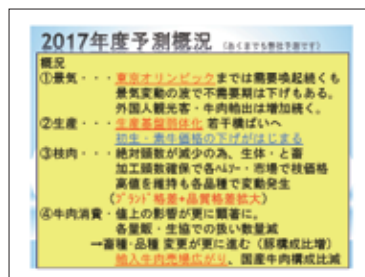 2017年度予測概況 (あくまでも弊社予測です)
概況
①景気・・・東京オリンピックまでは需要喚起続くも
景気変動の波で不需要期は下げもある。
外国人観光客・牛肉輸出は増加続く。
②生産・・・生産基盤弱体化 若干横ばいへ
初生・素牛価格の下げがはじまる
③枝肉・・・絶対頭数が減少の為、生体・と畜
加工頭数確保で各ﾊﾟｯｶｰ・市場で枝価格
高値を維持も各品種で変動発生
(ﾌﾞﾗﾝﾄﾞ格差+品質格差拡大)
④牛肉消費・値上の影響が更に顕著に。
各量販・生協での扱い数量減
→畜種・品種 変更が更に進む (豚構成比増)
輸入牛肉売場広がり、国産牛肉構成比減